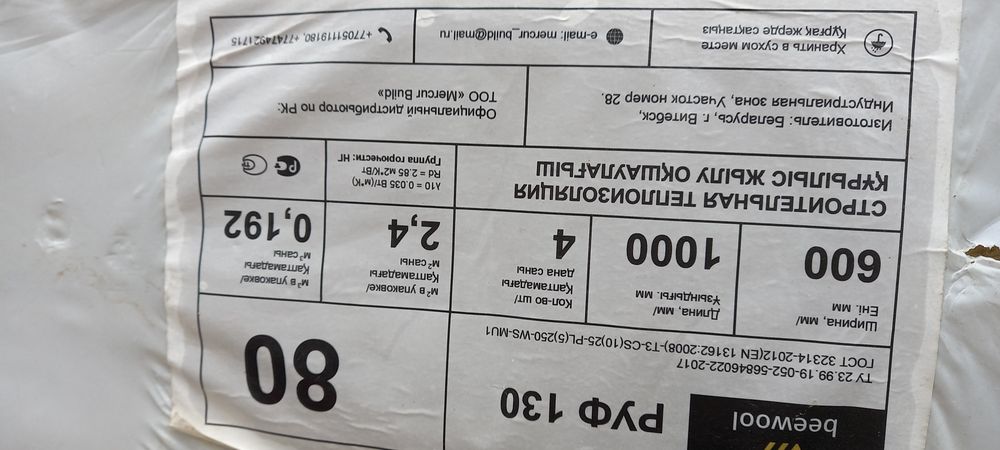 beewool
РУФ 130
80
ТУ 23.99.19-052-56846022-2017
ГОСТ 32314-2012(EN 13162:2008)-T3-CS(10)25-PL(5)250-WS-MU1
Ширина, мм/
Ені. мм
600
Длина, мм/
Ұзындығы. мм
1000
Кол-во шт/
Қаптамадағы
дана саны
4
м² в упаковке/
Қаптамадағы
м² саны
2,4
м³ в упаковке/
Қаптамадағы
м³ саны
0,192
СТРОИТЕЛЬНАЯ ТЕПЛОИЗОЛЯЦИЯ
ҚҰРЫЛЫС ЖЫЛУ ОҚШАУЛАҒЫШ
λ10 = 0.035 Вт/(м*К)
Rd = 2.85 м2*К/Вт
Группа горючести: НГ
Изготовитель: Беларусь, г. Витебск,
Индустриальная зона, Участок номер 28.
Официальный дистрибьютор по РК:
ТОО «Mercur Build»
Хранить в сухом месте
Құрғақ жерде сақтаңыз
e-mail: mercur_build@mail.ru
+77051119180, +77474921715